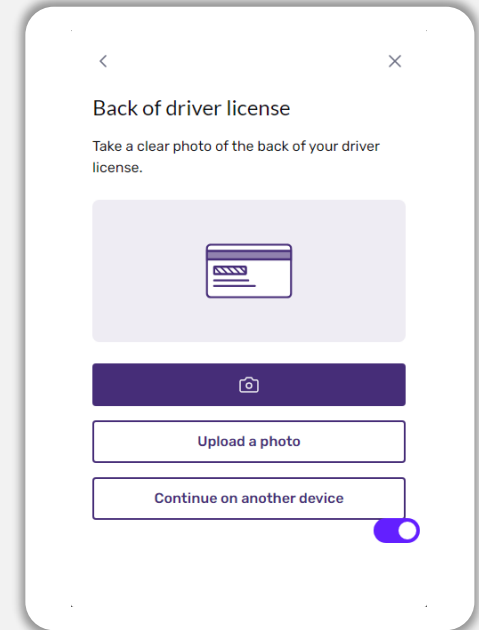 Back of driver license
Take a clear photo of the back of your driver
license.
Upload a photo
Continue on another device